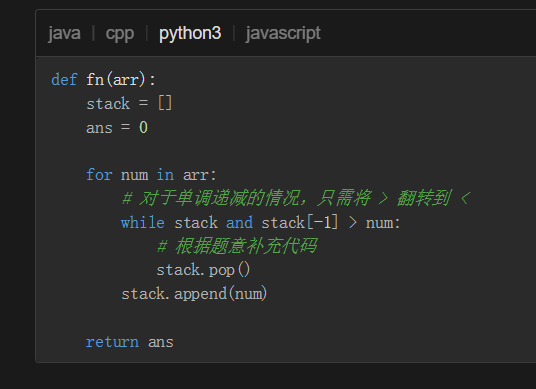 java | cpp | python3 | javascript
def fn(arr):
    stack = []
    ans = 0
    for num in arr:
        # 对于单调递减的情况，只需将 > 翻转到 <
        while stack and stack[-1] > num:
            # 根据题意补充代码
            stack.pop()
        stack.append(num)
    return ans